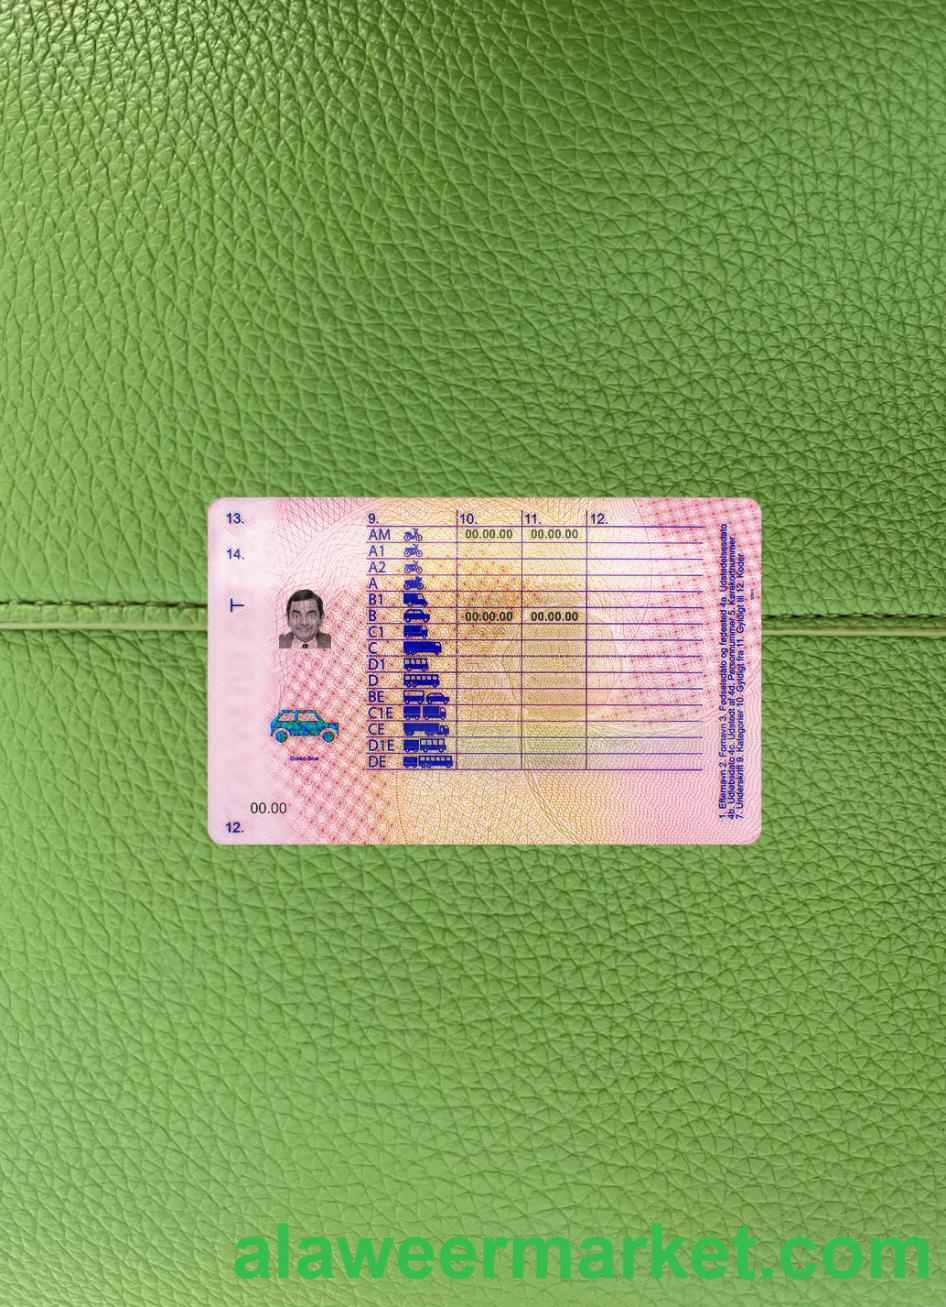 13.
14.
T
00.00
12.
9. 10. 11. 12.
AM 00.00.00 00.00.00
A1
A2
A
B1
B 00.00.00 00.00.00
C1
C
D1
D
BE
C1E
CE
D1E
DE
1. Efternavn 2. Fornavn 3. Fødselsdato og fødested 4a. Udstedelsesdato
4b. Udløbsdato 4c. Udstedt af 4d. Personnummer 5. Kørekortnummer
7. Underskrift 9. Kategorier 10. Gyldigt fra 11. Gyldigt til 12. Koder
alaweermarket.com